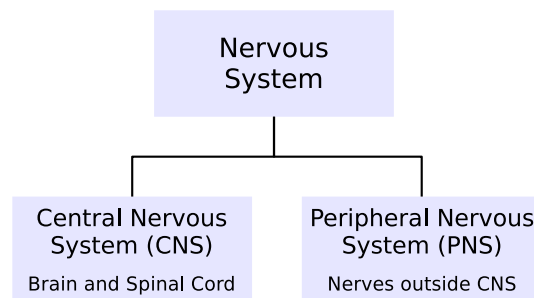 Nervous
System
Central Nervous
System (CNS)
Brain and Spinal Cord
Peripheral Nervous
System (PNS)
Nerves outside CNS